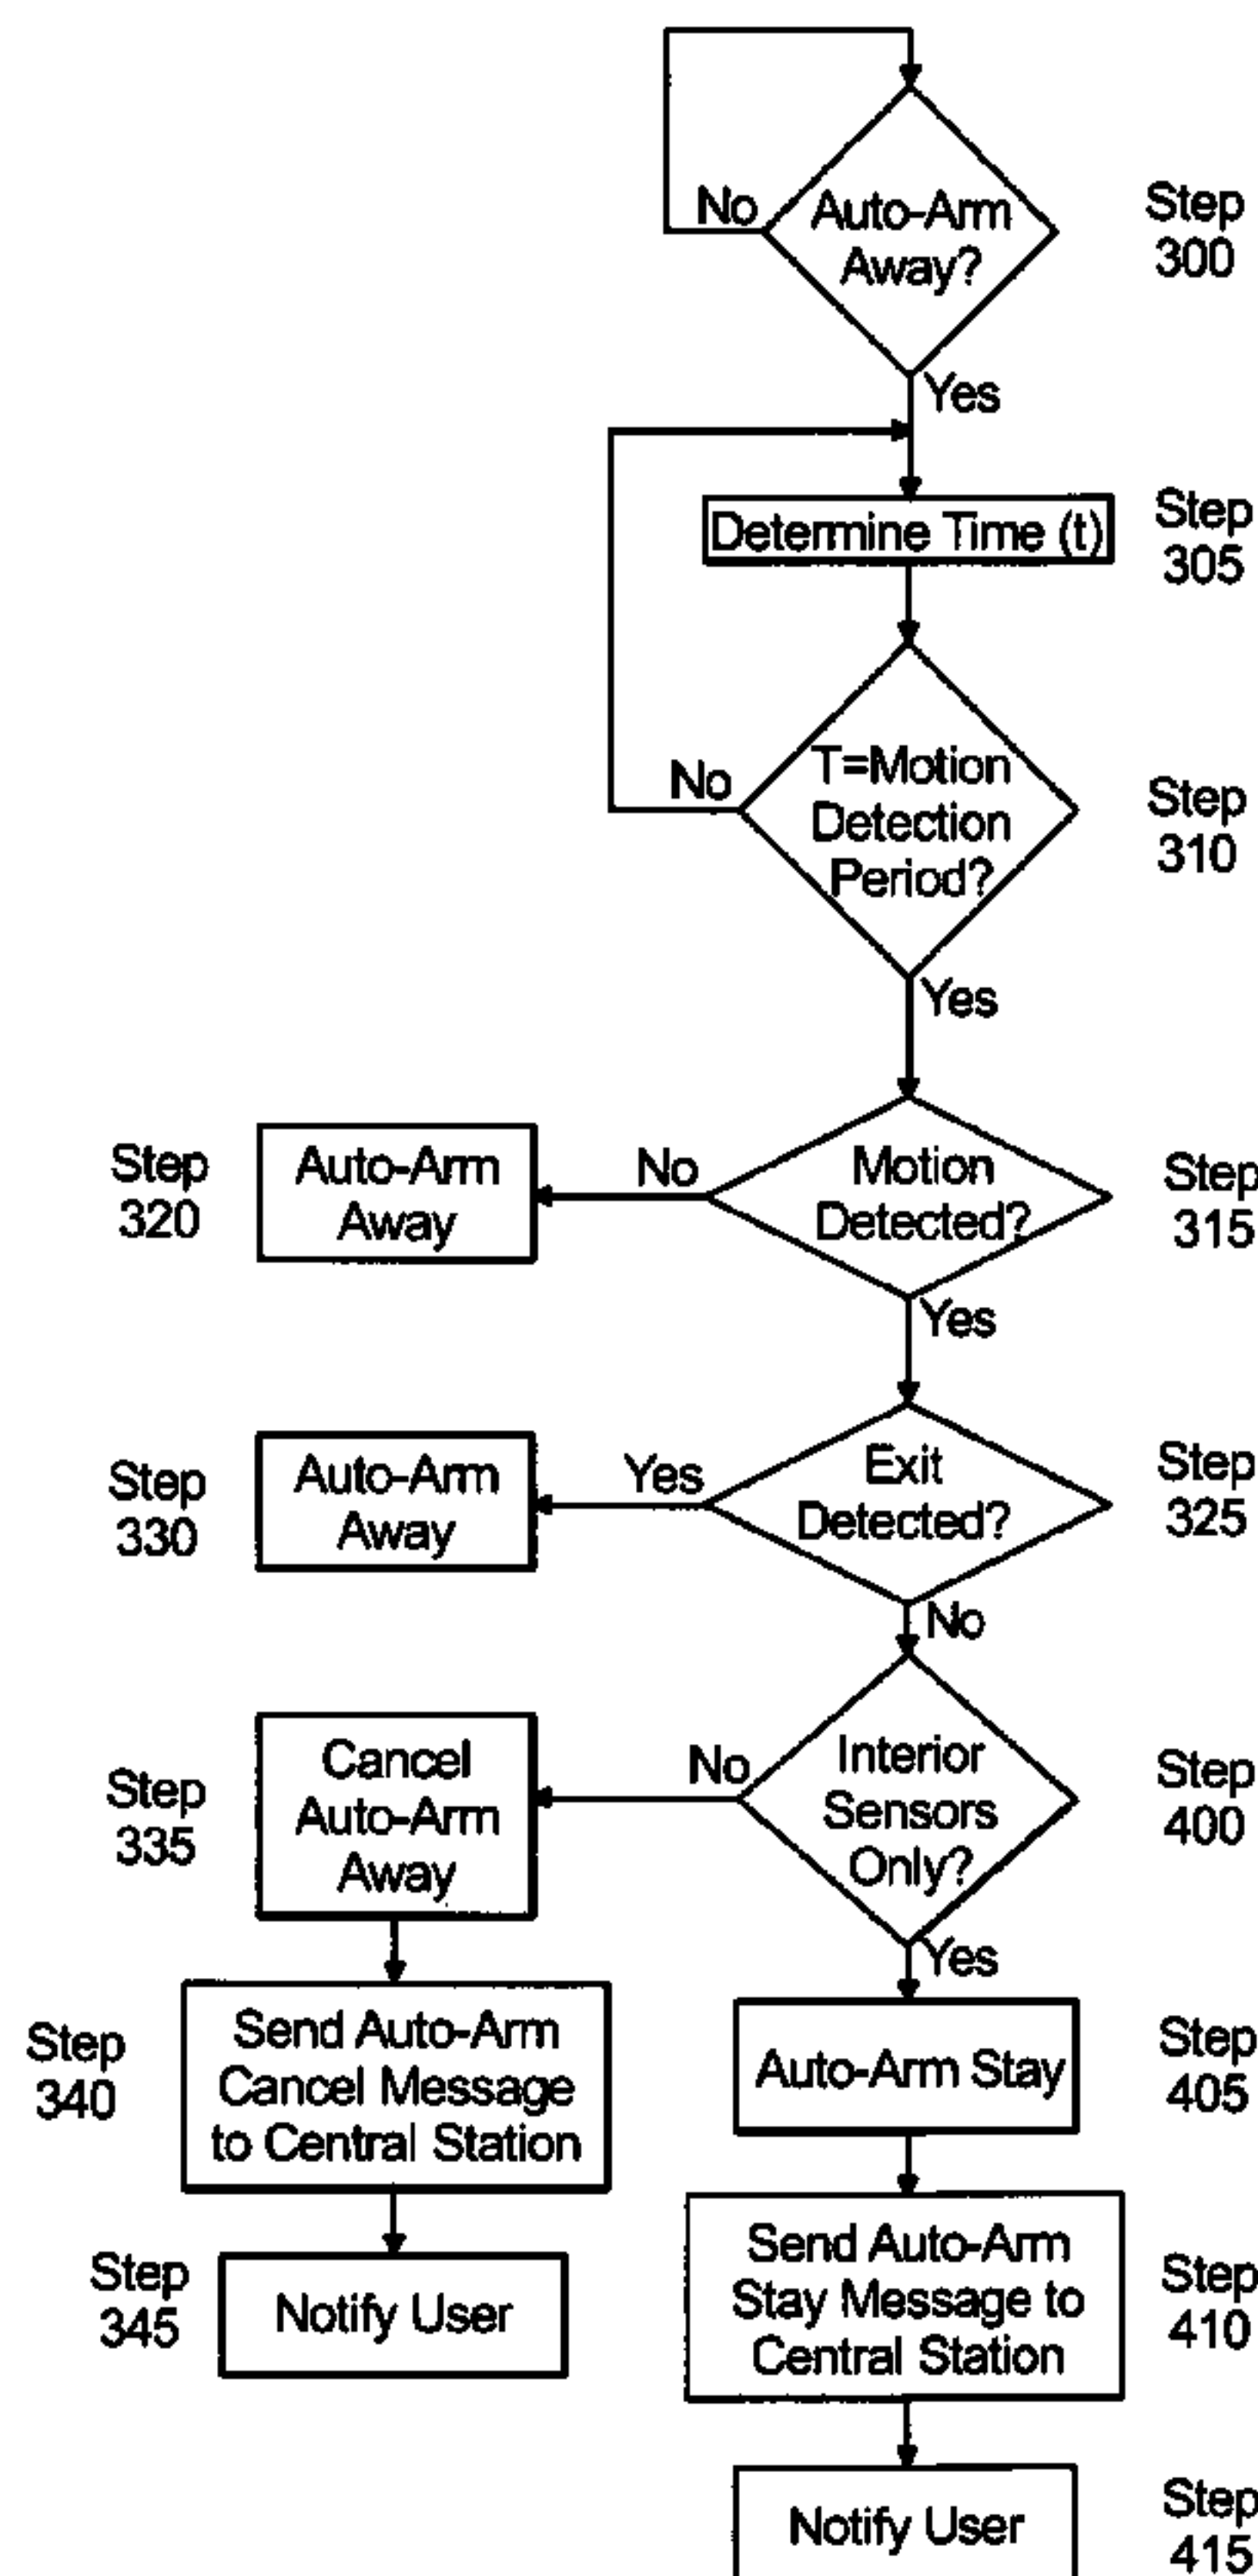 No
Auto-Arm
Away?
Step
300
Yes
Determine Time (t)
Step
305
No
T=Motion
Detection
Period?
Step
310
Yes
Step
320
Auto-Arm
Away
No
Motion
Detected?
Step
315
Yes
Step
330
Auto-Arm
Away
Yes
Exit
Detected?
Step
325
No
Step
335
Cancel
Auto-Arm
Away
No
Interior
Sensors
Only?
Step
400
Yes
Step
340
Send Auto-Arm
Cancel Message
to Central Station
Auto-Arm Stay
Step
405
Step
345
Notify User
Send Auto-Arm
Stay Message to
Central Station
Step
410
Notify User
Step
415